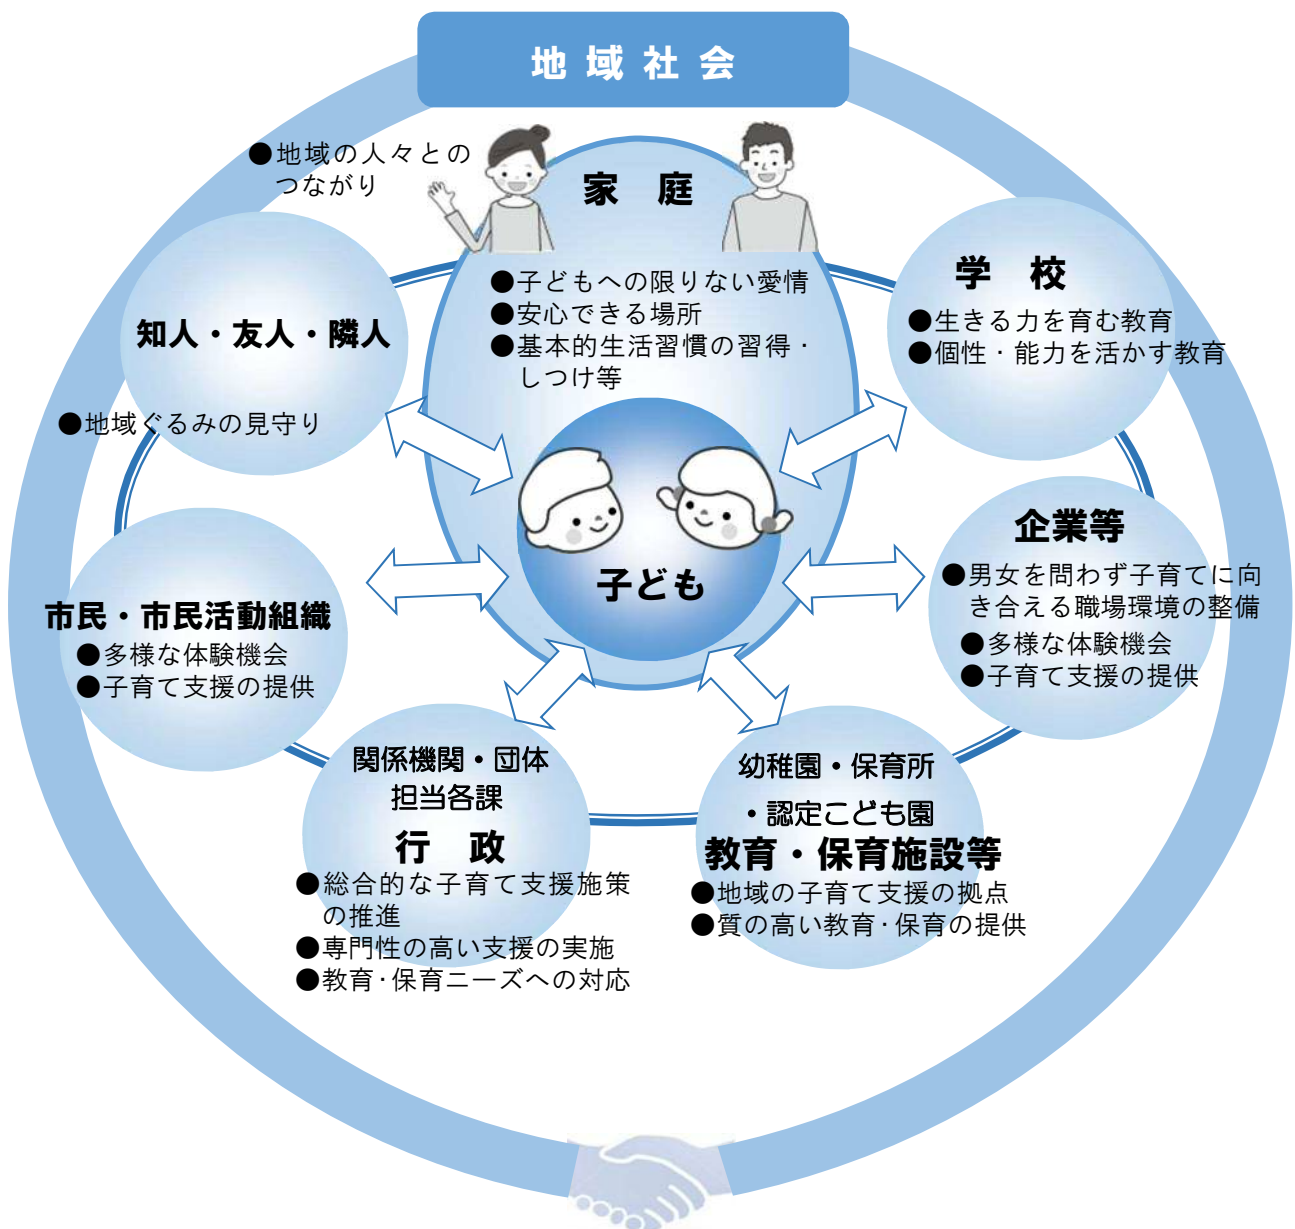 地域社会
●地域の人々との
つながり
家　庭
●子どもへの限りない愛情
●安心できる場所
●基本的生活習慣の習得・
しつけ等
学　校
●生きる力を育む教育
●個性・能力を活かす教育
知人・友人・隣人
●地域ぐるみの見守り
子ども
企業等
●男女を問わず子育てに向
き合える職場環境の整備
●多様な体験機会
●子育て支援の提供
市民・市民活動組織
●多様な体験機会
●子育て支援の提供
関係機関・団体
担当各課
行　政
●総合的な子育て支援施策
の推進
●専門性の高い支援の実施
●教育・保育ニーズへの対応
幼稚園・保育所
・認定こども園
教育・保育施設等
●地域の子育て支援の拠点
●質の高い教育・保育の提供